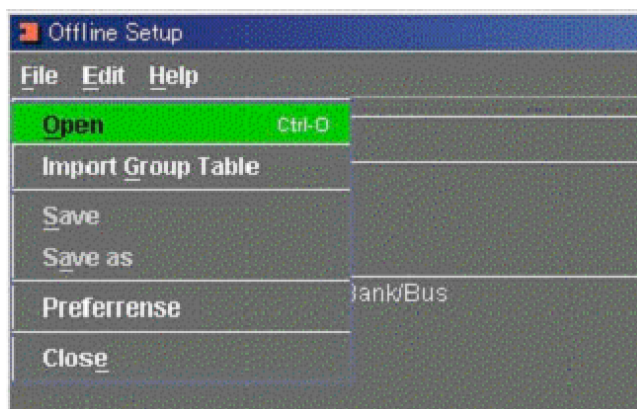 Offline Setup
File Edit Help
Open Ctrl-O
Import Group Table
Save
Save as
Preferrense
Close
Bank/Bus